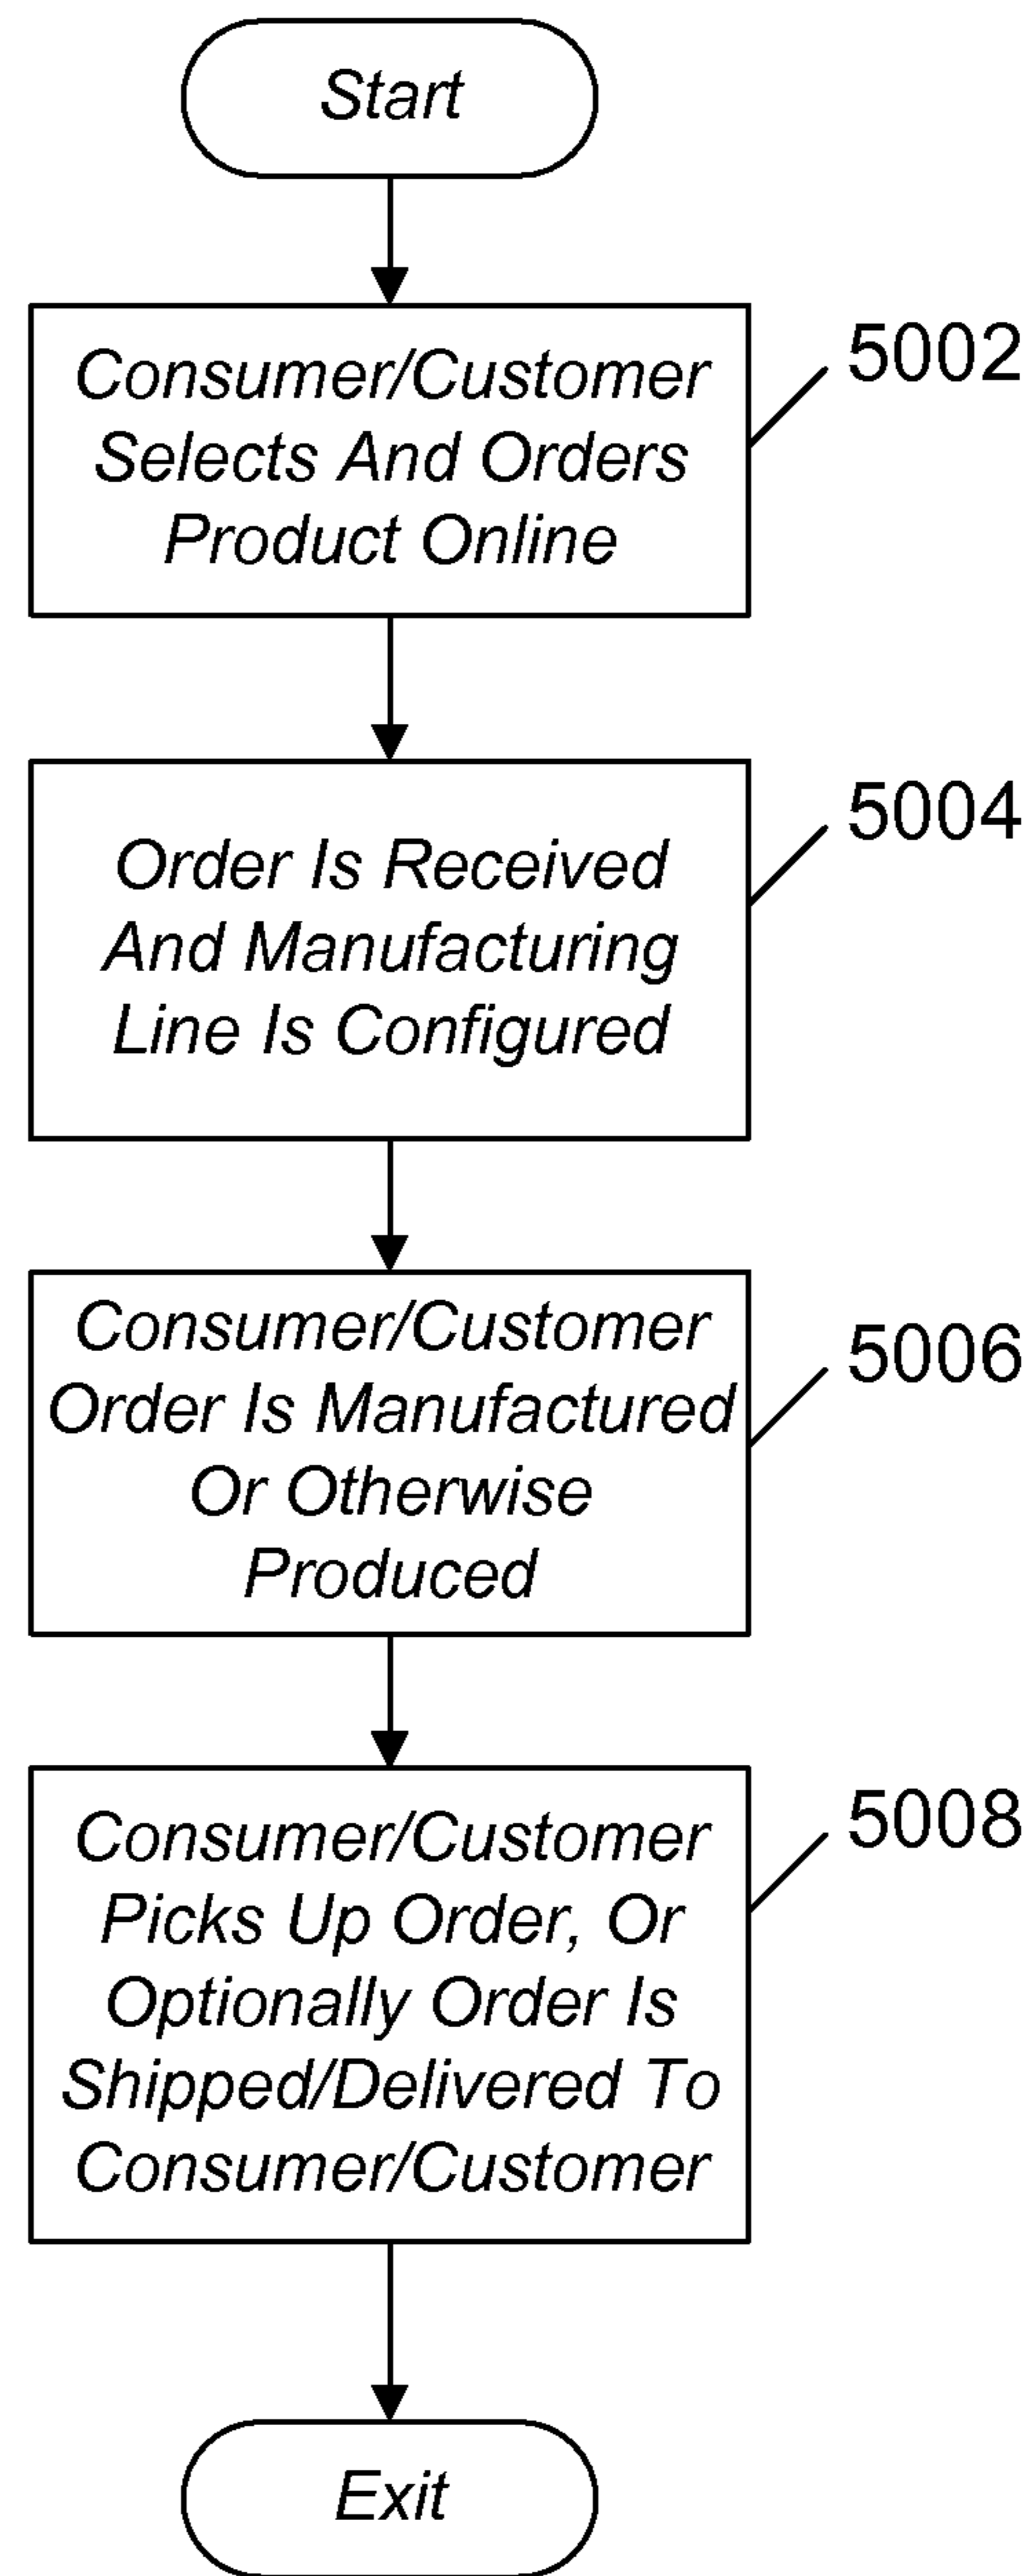 Start
Consumer/Customer
Selects And Orders
Product Online
5002
Order Is Received
And Manufacturing
Line Is Configured
5004
Consumer/Customer
Order Is Manufactured
Or Otherwise
Produced
5006
Consumer/Customer
Picks Up Order, Or
Optionally Order Is
Shipped/Delivered To
Consumer/Customer
5008
Exit